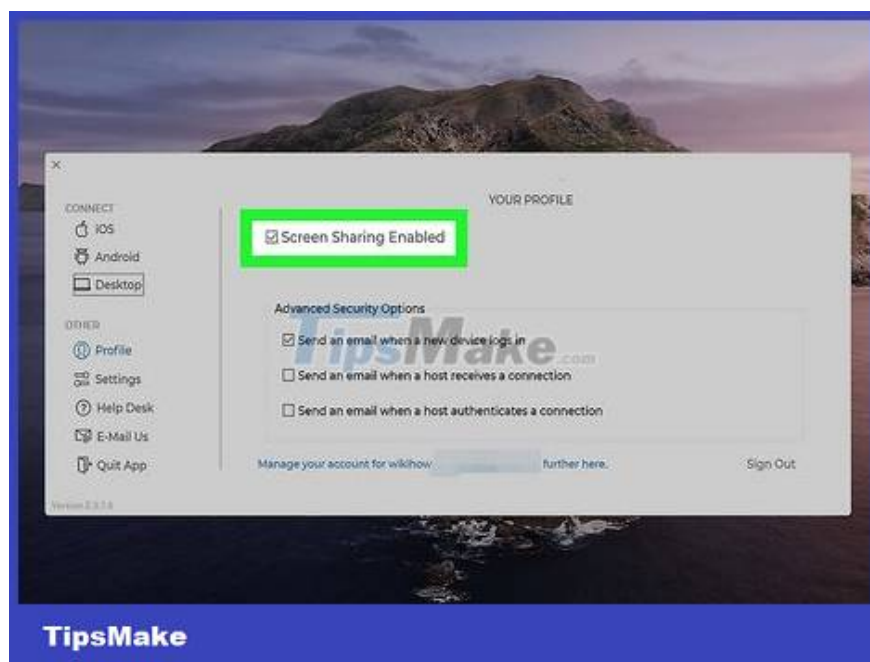 YOUR PROFILE
CONNECT
iOS
Android
Desktop
OTHER
Profile
Settings
Help Desk
E-Mail Us
Quit App
Screen Sharing Enabled
Advanced Security Options
Send an email when a new device logs in
Send an email when a host receives a connection
Send an email when a host authenticates a connection
Manage your account for wikihow further here.
Sign Out
TipsMake.com
TipsMake